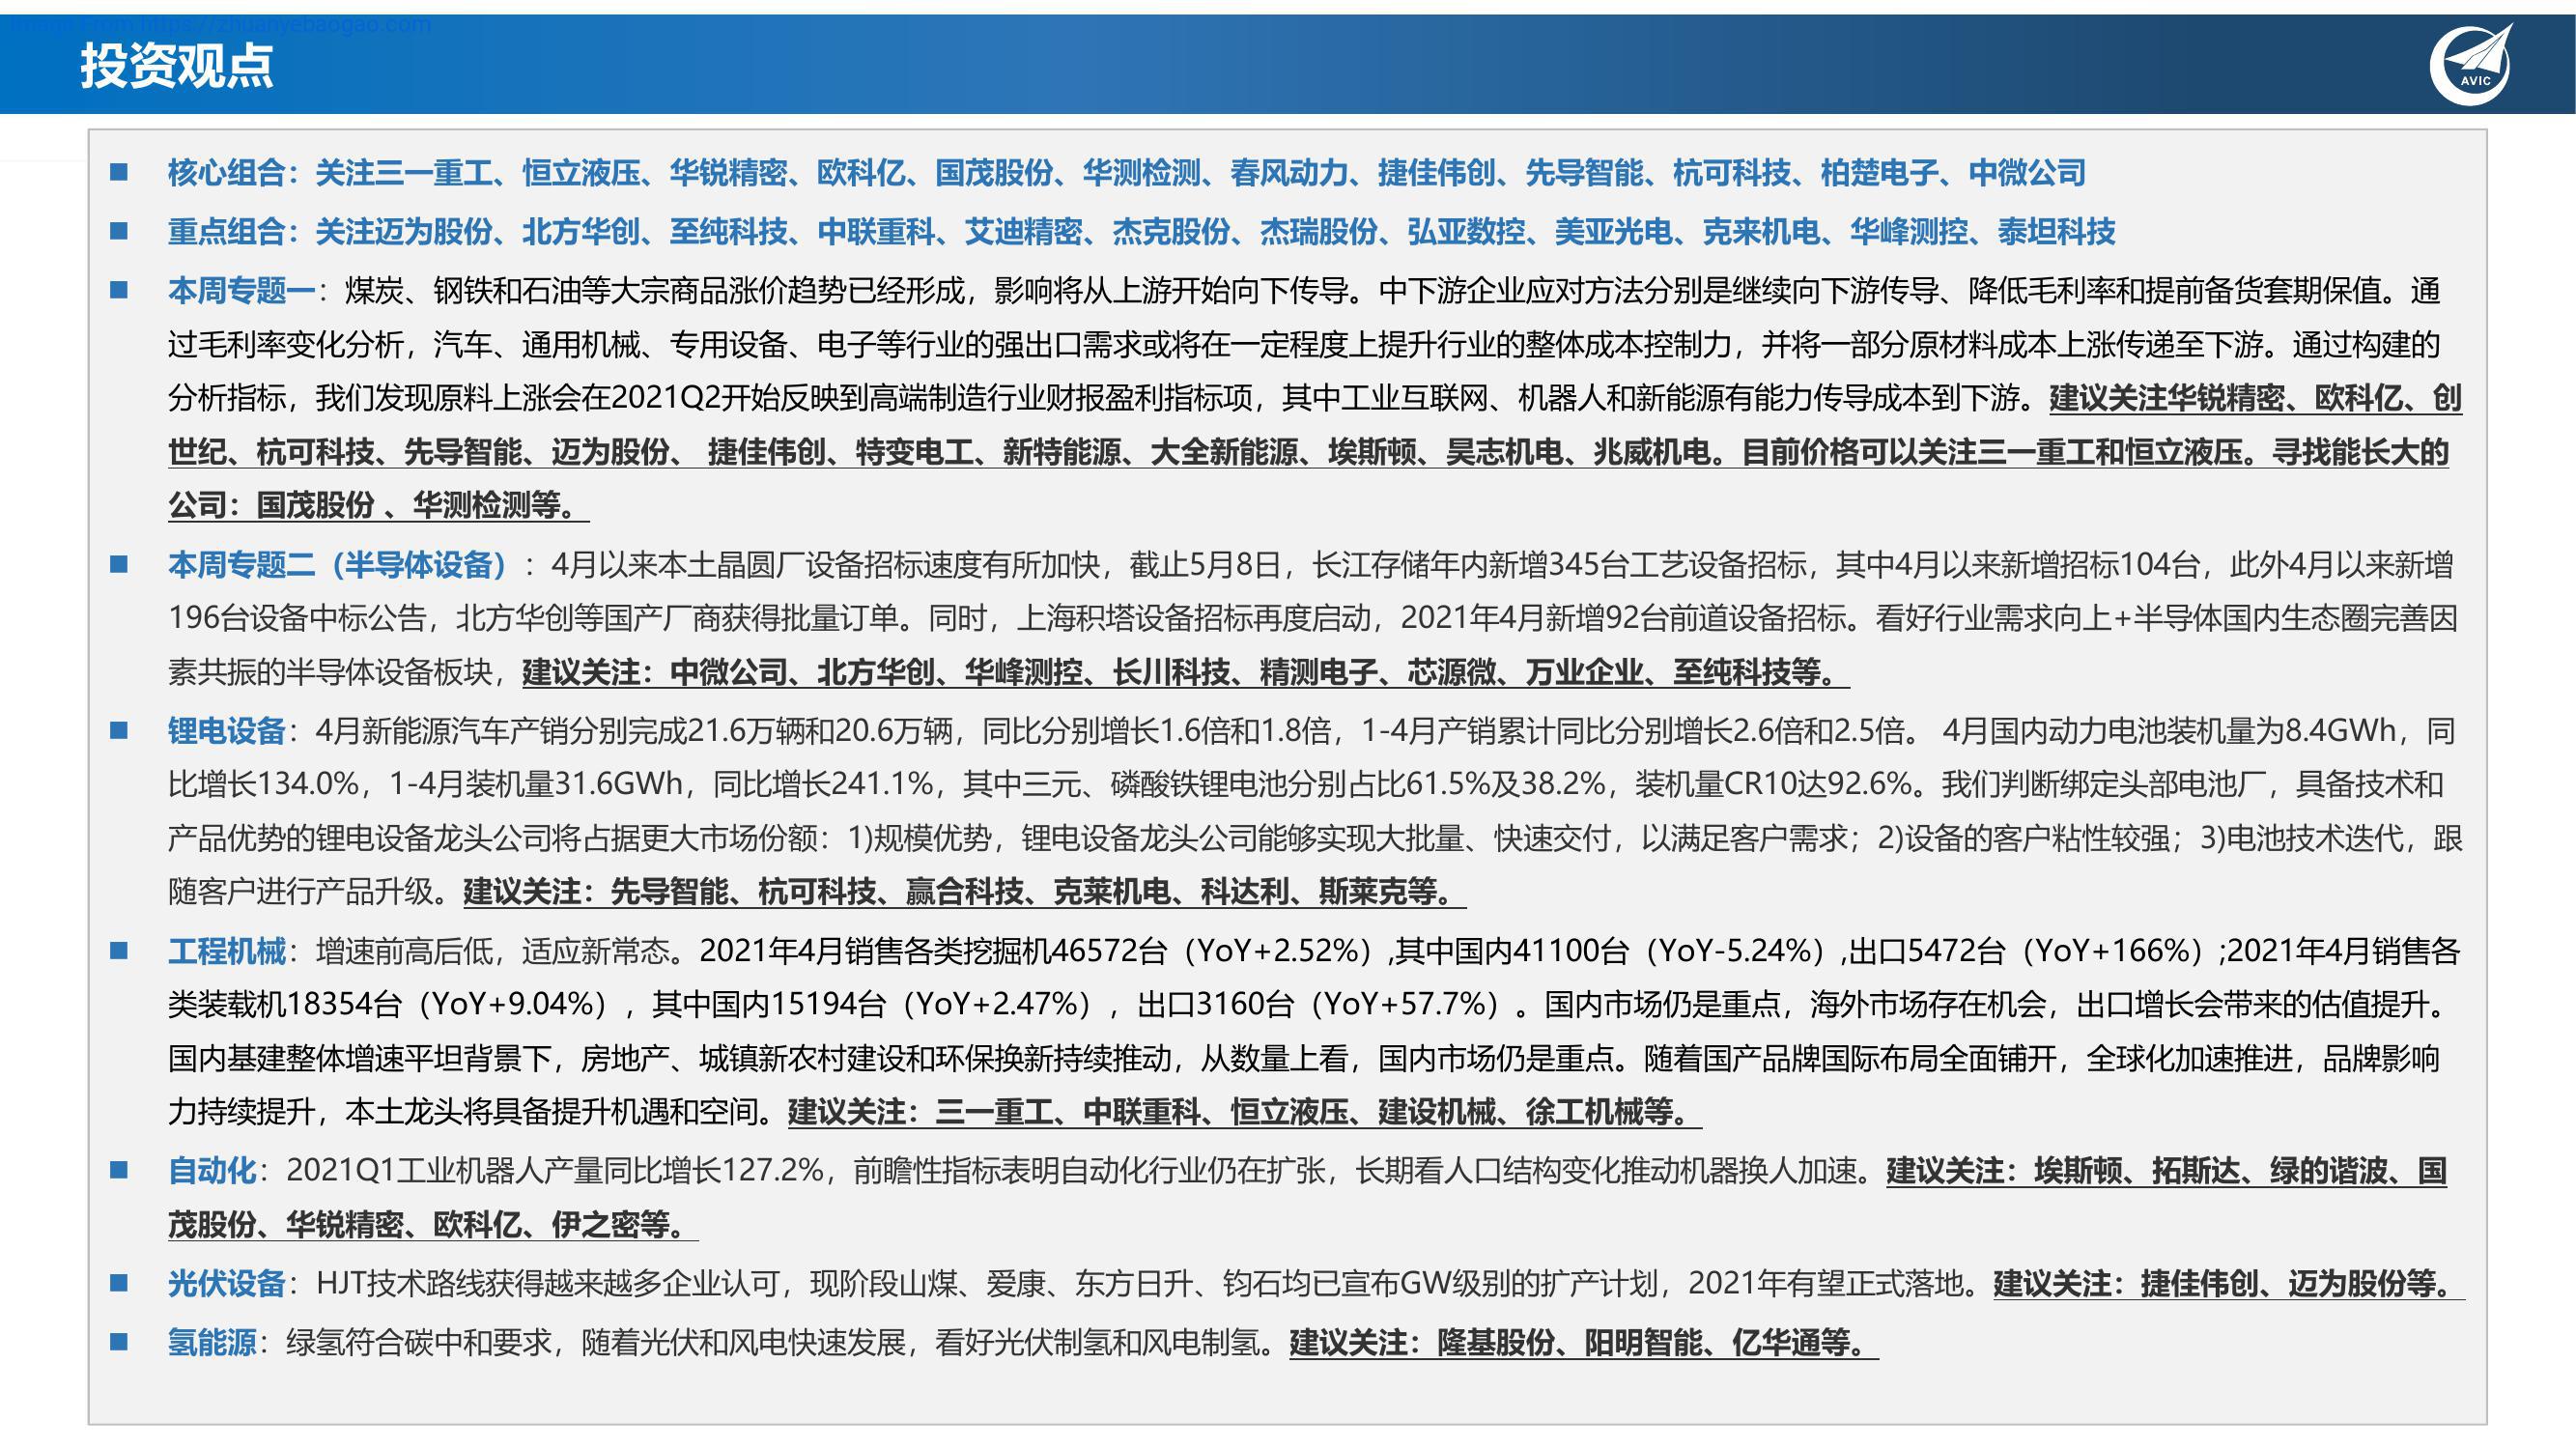 Image From https://zhuanyebaogao.com
投资观点
AVIC
■ 核心组合：关注三一重工、恒立液压、华锐精密、欧科亿、国茂股份、华测检测、春风动力、捷佳伟创、先导智能、杭可科技、柏楚电子、中微公司
■ 重点组合：关注迈为股份、北方华创、至纯科技、中联重科、艾迪精密、杰克股份、杰瑞股份、弘亚数控、美亚光电、克来机电、华峰测控、泰坦科技
■ 本周专题一：煤炭、钢铁和石油等大宗商品涨价趋势已经形成，影响将从上游开始向下传导。中下游企业应对方法分别是继续向下游传导、降低毛利率和提前备货套期保值。通
过毛利率变化分析，汽车、通用机械、专用设备、电子等行业的强出口需求或将在一定程度上提升行业的整体成本控制力，并将一部分原材料成本上涨传递至下游。通过构建的
分析指标，我们发现原料上涨会在2021Q2开始反映到高端制造行业财报盈利指标项，其中工业互联网、机器人和新能源有能力传导成本到下游。建议关注华锐精密、欧科亿、创
世纪、杭可科技、先导智能、迈为股份、 捷佳伟创、特变电工、新特能源、大全新能源、埃斯顿、昊志机电、兆威机电。目前价格可以关注三一重工和恒立液压。寻找能长大的
公司：国茂股份 、华测检测等。
■ 本周专题二（半导体设备）：4月以来本土晶圆厂设备招标速度有所加快，截止5月8日，长江存储年内新增345台工艺设备招标，其中4月以来新增招标104台，此外4月以来新增
196台设备中标公告，北方华创等国产厂商获得批量订单。同时，上海积塔设备招标再度启动，2021年4月新增92台前道设备招标。看好行业需求向上+半导体国内生态圈完善因
素共振的半导体设备板块，建议关注：中微公司、北方华创、华峰测控、长川科技、精测电子、芯源微、万业企业、至纯科技等。
■ 锂电设备：4月新能源汽车产销分别完成21.6万辆和20.6万辆，同比分别增长1.6倍和1.8倍，1-4月产销累计同比分别增长2.6倍和2.5倍。 4月国内动力电池装机量为8.4GWh，同
比增长134.0%，1-4月装机量31.6GWh，同比增长241.1%，其中三元、磷酸铁锂电池分别占比61.5%及38.2%，装机量CR10达92.6%。我们判断绑定头部电池厂，具备技术和
产品优势的锂电设备龙头公司将占据更大市场份额：1)规模优势，锂电设备龙头公司能够实现大批量、快速交付，以满足客户需求；2)设备的客户粘性较强；3)电池技术迭代，跟
随客户进行产品升级。建议关注：先导智能、杭可科技、赢合科技、克莱机电、科达利、斯莱克等。
■ 工程机械：增速前高后低，适应新常态。2021年4月销售各类挖掘机46572台（YoY+2.52%）,其中国内41100台（YoY-5.24%）,出口5472台（YoY+166%）;2021年4月销售各
类装载机18354台（YoY+9.04%），其中国内15194台（YoY+2.47%），出口3160台（YoY+57.7%）。国内市场仍是重点，海外市场存在机会，出口增长会带来的估值提升。
国内基建整体增速平坦背景下，房地产、城镇新农村建设和环保换新持续推动，从数量上看，国内市场仍是重点。随着国产品牌国际布局全面铺开，全球化加速推进，品牌影响
力持续提升，本土龙头将具备提升机遇和空间。建议关注：三一重工、中联重科、恒立液压、建设机械、徐工机械等。
■ 自动化：2021Q1工业机器人产量同比增长127.2%，前瞻性指标表明自动化行业仍在扩张，长期看人口结构变化推动机器换人加速。建议关注：埃斯顿、拓斯达、绿的谐波、国
茂股份、华锐精密、欧科亿、伊之密等。
■ 光伏设备：HJT技术路线获得越来越多企业认可，现阶段山煤、爱康、东方日升、钧石均已宣布GW级别的扩产计划，2021年有望正式落地。建议关注：捷佳伟创、迈为股份等。
■ 氢能源：绿氢符合碳中和要求，随着光伏和风电快速发展，看好光伏制氢和风电制氢。建议关注：隆基股份、阳明智能、亿华通等。